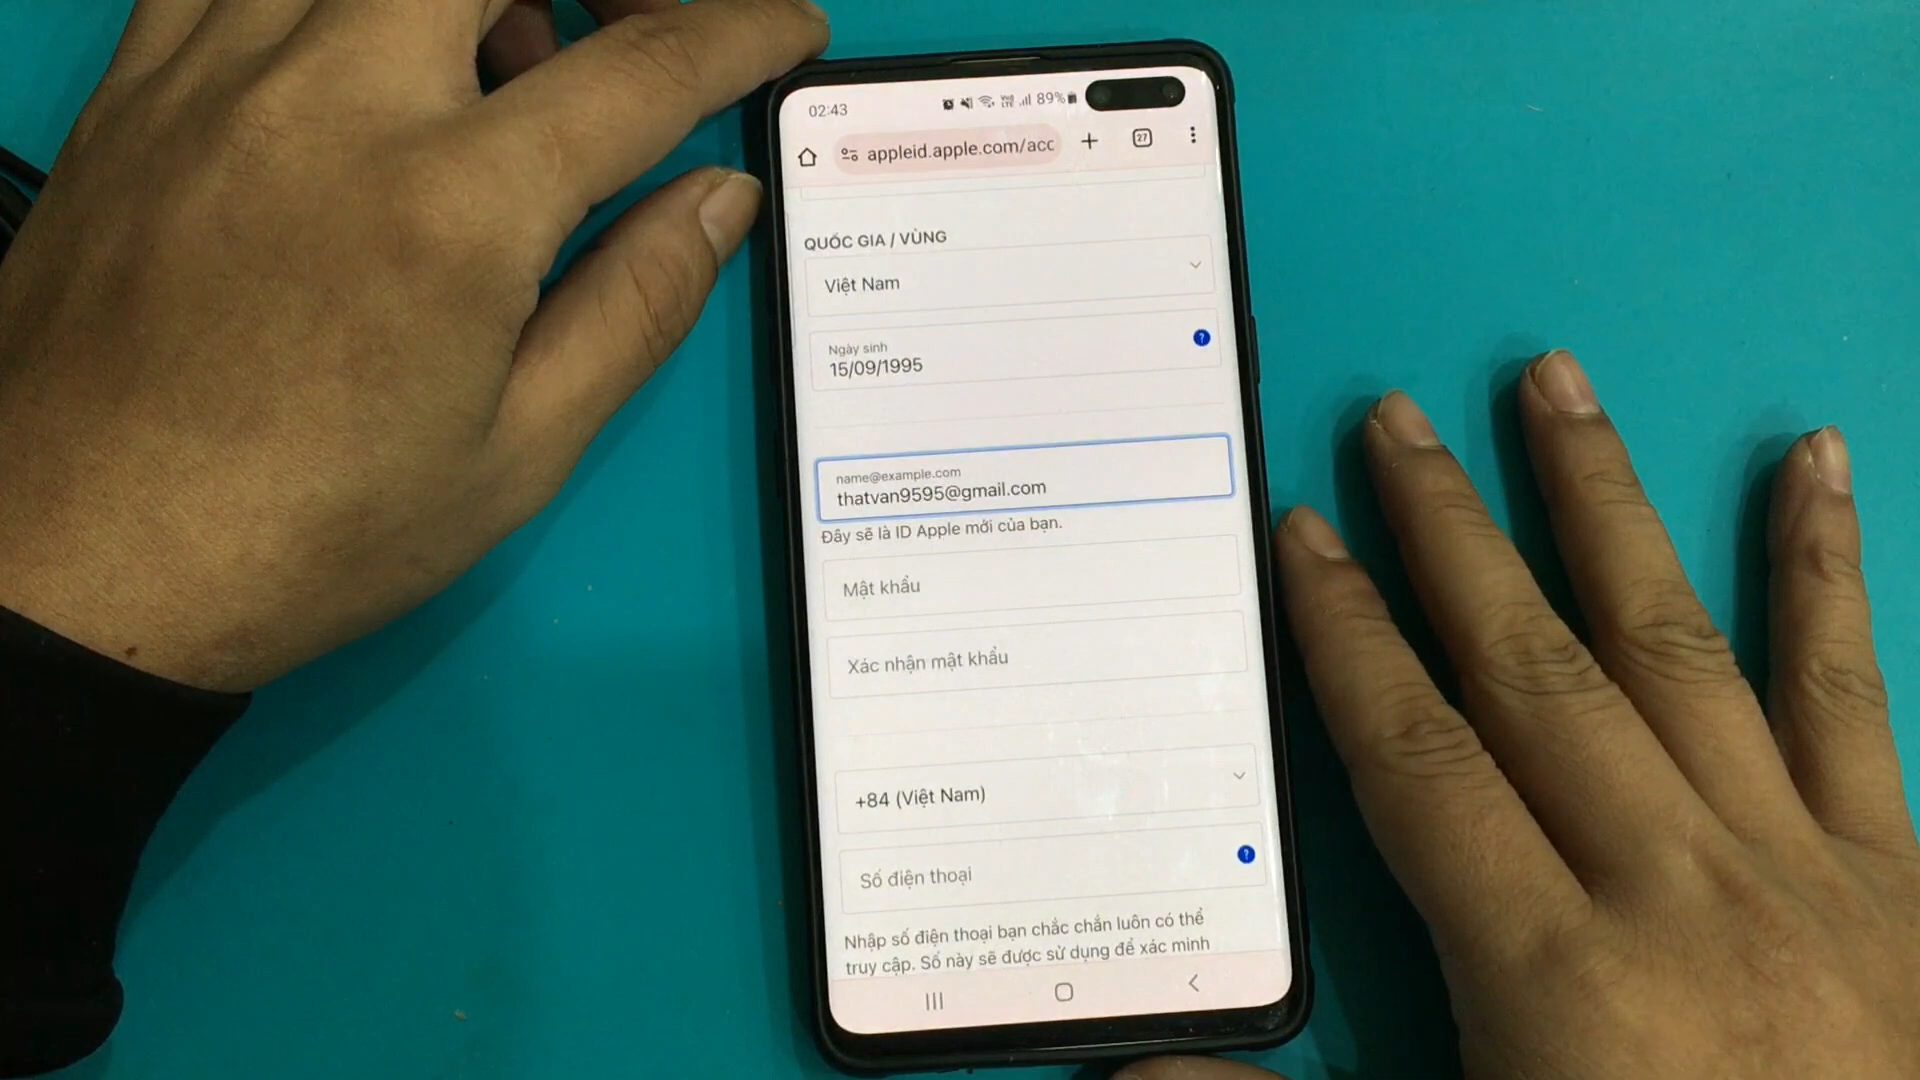 02:43
89%
appleid.apple.com/acc
27
QUỐC GIA / VÙNG
Việt Nam
Ngày sinh
?
15/09/1995
name@example.com
thatvan9595@gmail.com
Đây sẽ là ID Apple mới của bạn.
Mật khẩu
Xác nhận mật khẩu
+84 (Việt Nam)
Số điện thoại
?
Nhập số điện thoại bạn chắc chắn luôn có thể
truy cập. Số này sẽ được sử dụng để xác minh